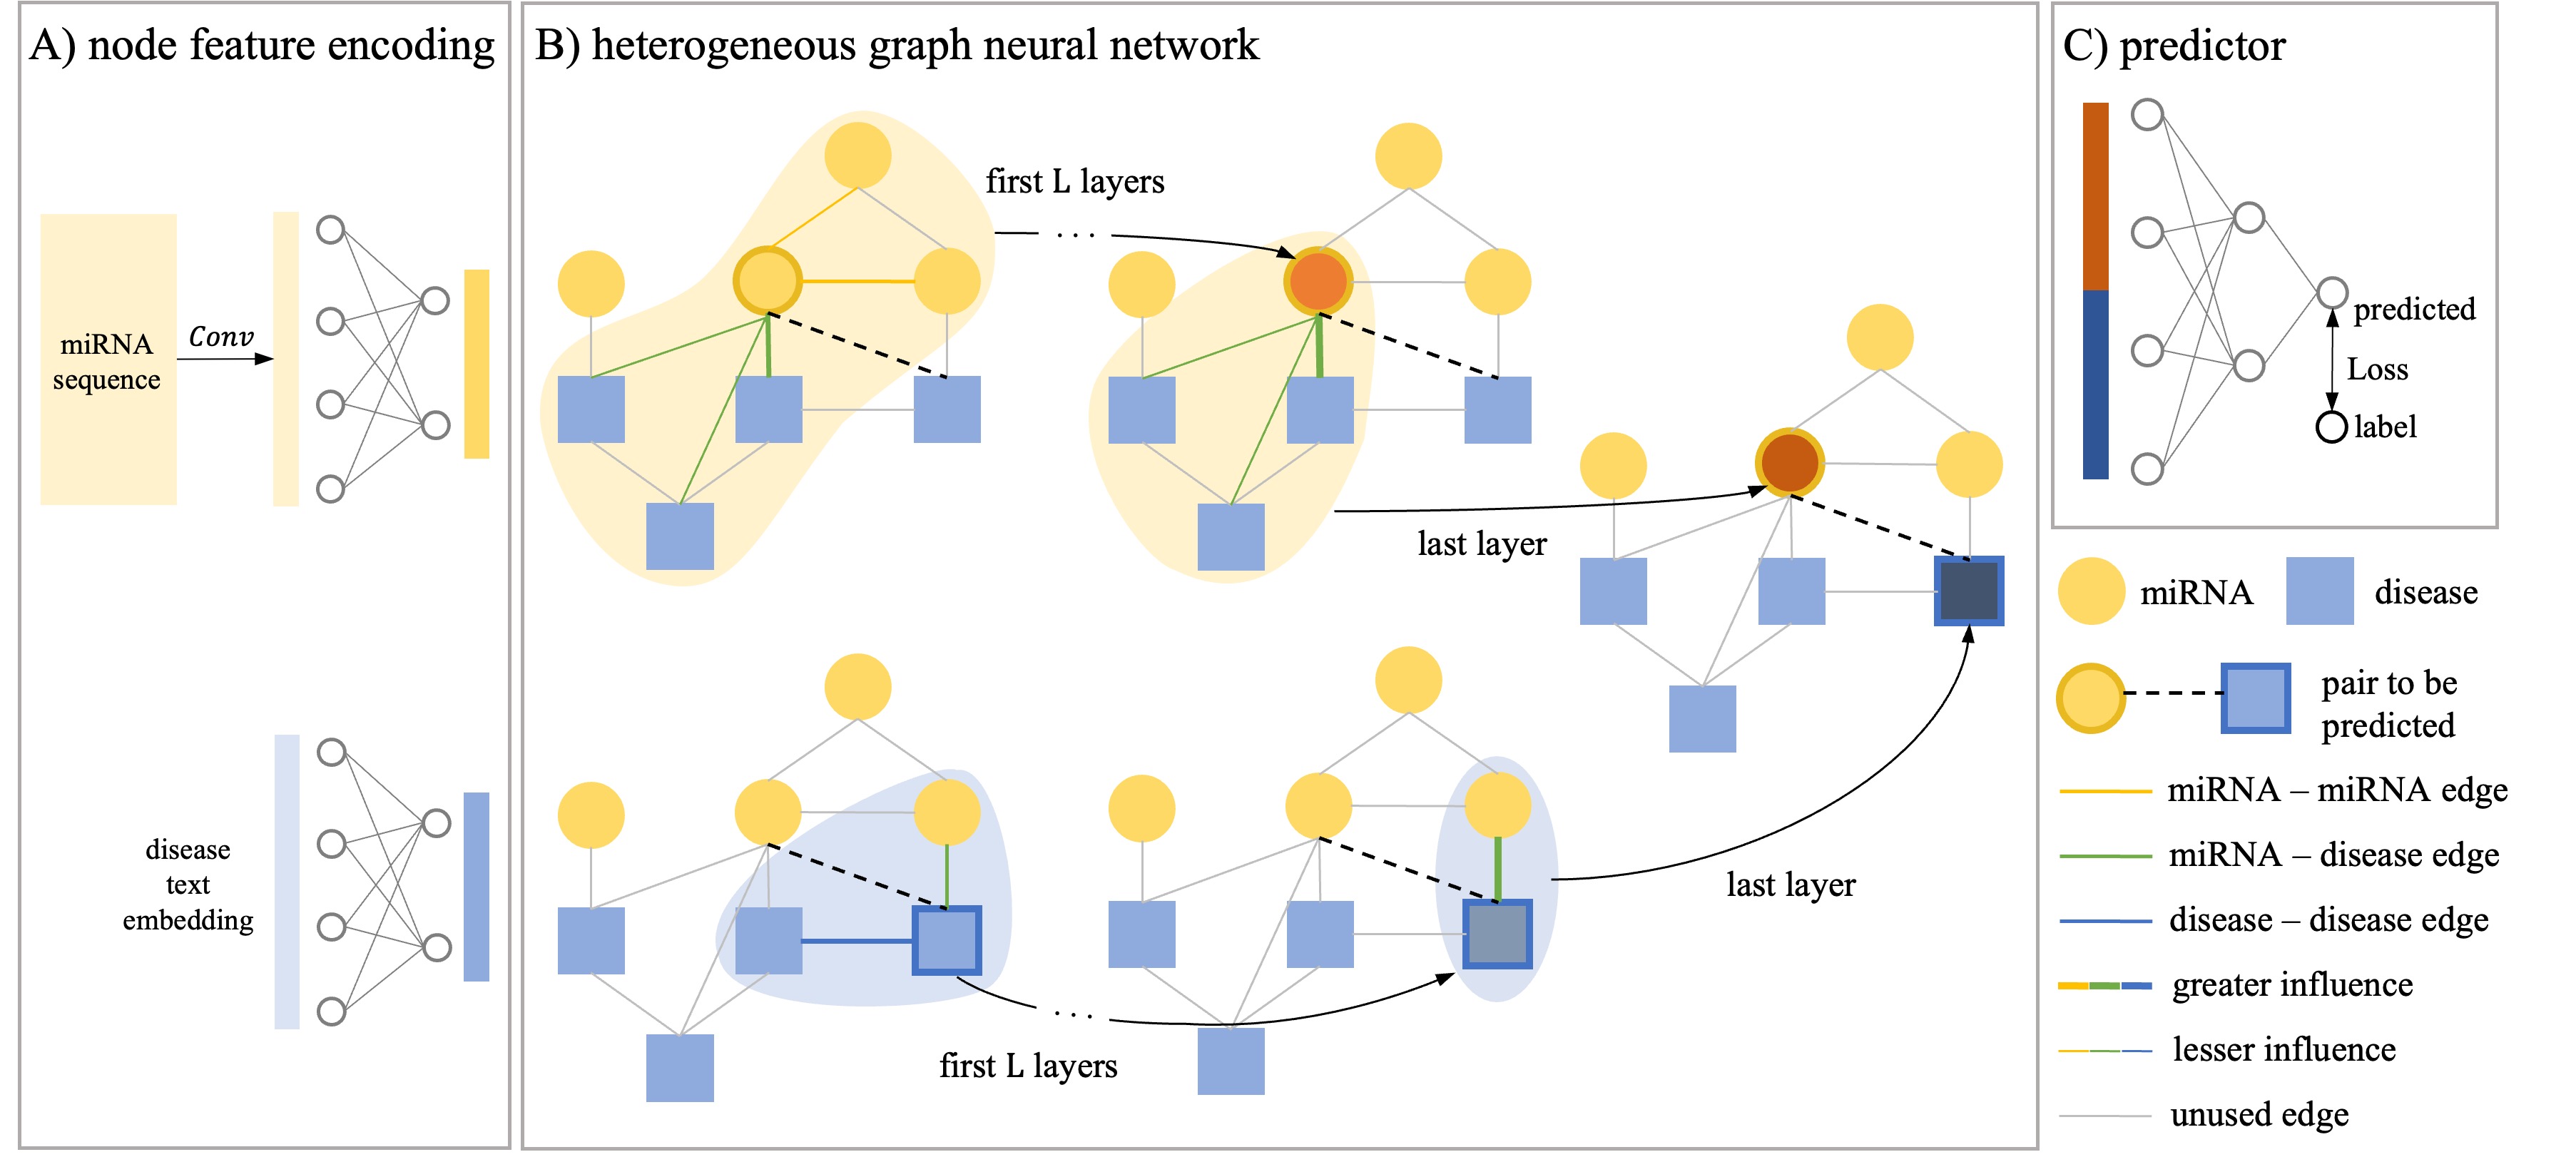 A) node feature encoding
miRNA
sequence
Conv
disease
text
embedding
B) heterogeneous graph neural network
first L layers
. . .
last layer
last layer
. . .
first L layers
C) predictor
predicted
Loss
label
miRNA
disease
pair to be
predicted
miRNA – miRNA edge
miRNA – disease edge
disease – disease edge
greater influence
lesser influence
unused edge